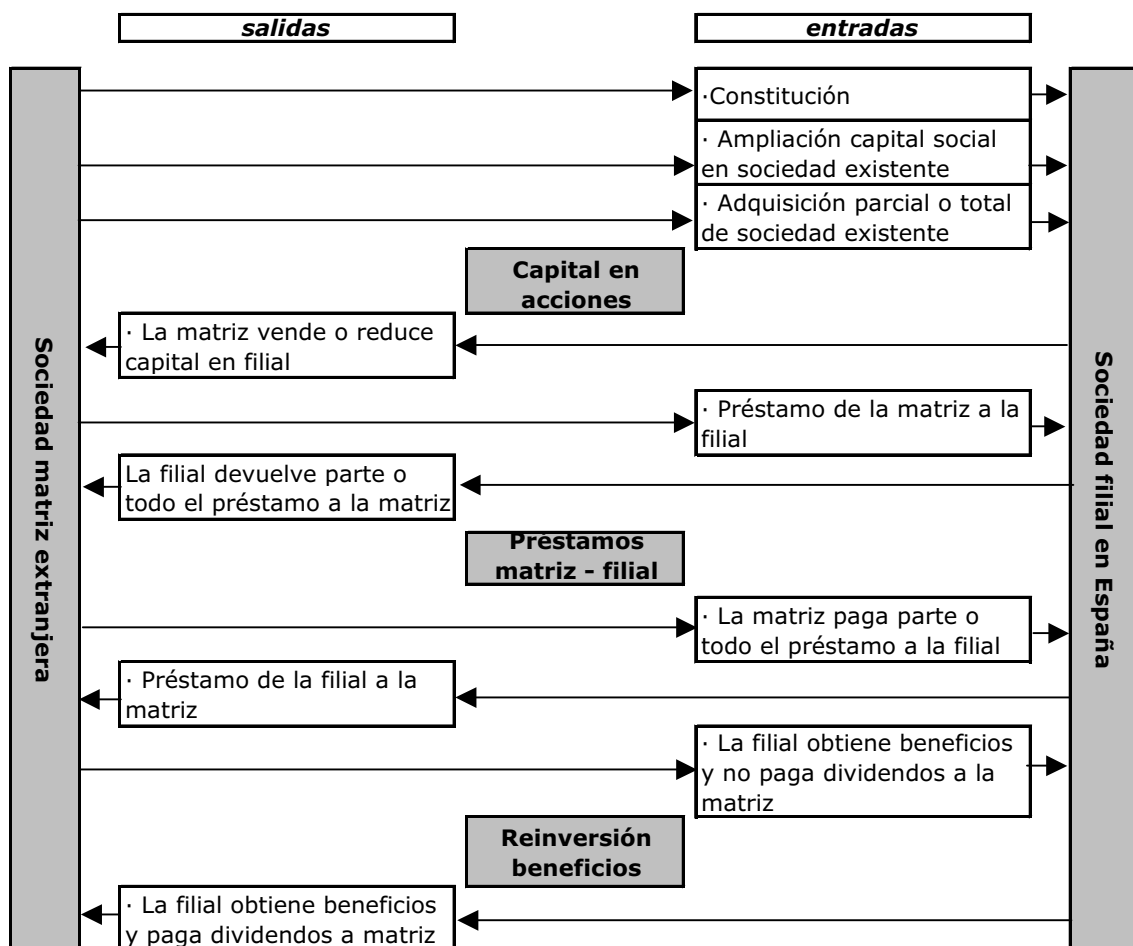 salidas
entradas
·Constitución
· Ampliación capital social
en sociedad existente
· Adquisición parcial o total
de sociedad existente
Capital en
acciones
· La matriz vende o reduce
capital en filial
Sociedad matriz extranjera
Sociedad filial en España
· Préstamo de la matriz a la
filial
La filial devuelve parte o
todo el préstamo a la matriz
Préstamos
matriz - filial
· La matriz paga parte o
todo el préstamo a la filial
· Préstamo de la filial a la
matriz
· La filial obtiene beneficios
y no paga dividendos a la
matriz
Reinversión
beneficios
· La filial obtiene beneficios
y paga dividendos a matriz